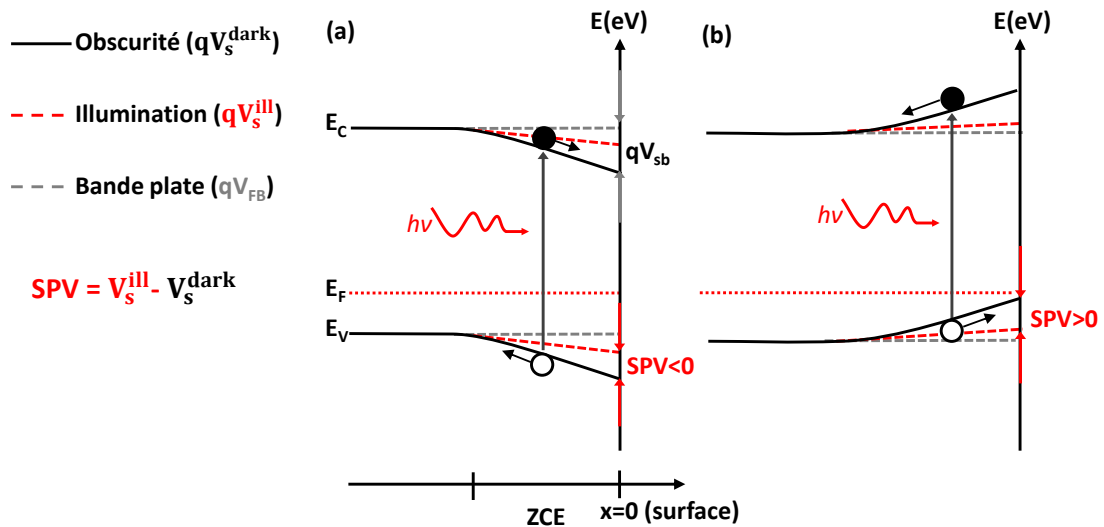 Obscurité (qV_s^dark)
Illumination (qV_s^ill)
Bande plate (qV_FB)
SPV = V_s^ill - V_s^dark
(a)
E(eV)
E_C
qV_sb
hν
E_F
E_V
SPV<0
ZCE
x=0 (surface)
(b)
E(eV)
hν
SPV>0